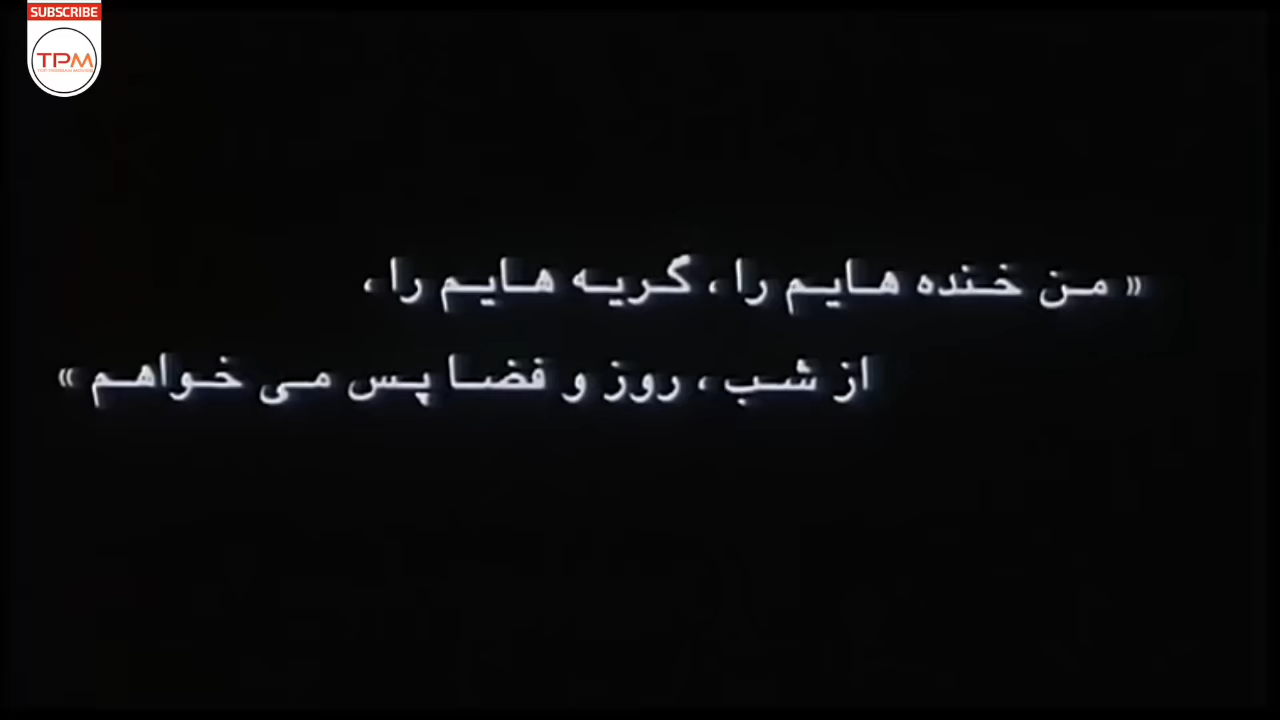 SUBSCRIBE
TPM
« من خنده هایم را ، گریه هایم را ،
از شب ، روز و فضا پس می خواهم »